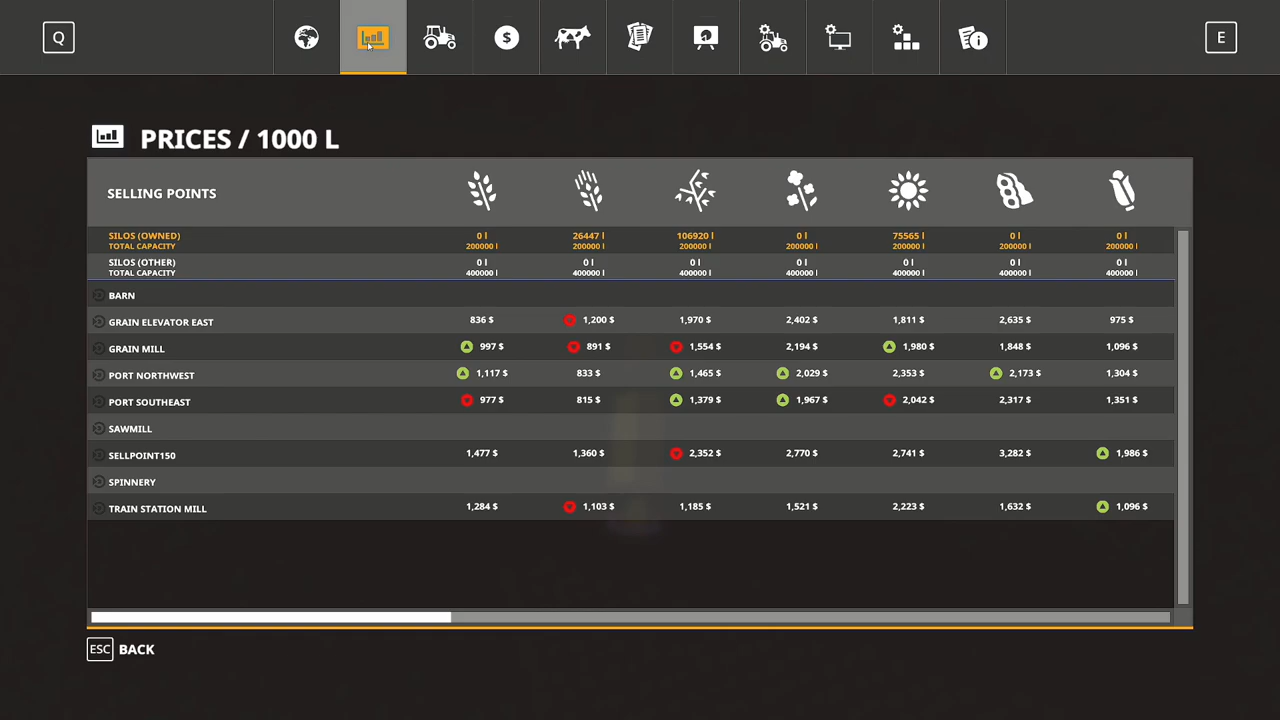 Q
$
E
PRICES / 1000 L
SELLING POINTS
SILOS (OWNED) 0 l 26447 l 106920 l 0 l 75565 l 0 l 0 l
TOTAL CAPACITY 200000 l 200000 l 200000 l 200000 l 200000 l 200000 l 200000 l
SILOS (OTHER) 0 l 0 l 0 l 0 l 0 l 0 l 0 l
TOTAL CAPACITY 400000 l 400000 l 400000 l 400000 l 400000 l 400000 l 400000 l
BARN
GRAIN ELEVATOR EAST 836 $ 1,200 $ 1,970 $ 2,402 $ 1,811 $ 2,635 $ 975 $
GRAIN MILL 997 $ 891 $ 1,554 $ 2,194 $ 1,980 $ 1,848 $ 1,096 $
PORT NORTHWEST 1,117 $ 833 $ 1,465 $ 2,029 $ 2,353 $ 2,173 $ 1,304 $
PORT SOUTHEAST 977 $ 815 $ 1,379 $ 1,967 $ 2,042 $ 2,317 $ 1,351 $
SAWMILL
SELLPOINT150 1,477 $ 1,360 $ 2,352 $ 2,770 $ 2,741 $ 3,282 $ 1,986 $
SPINNERY
TRAIN STATION MILL 1,284 $ 1,103 $ 1,185 $ 1,521 $ 2,223 $ 1,632 $ 1,096 $
ESC BACK